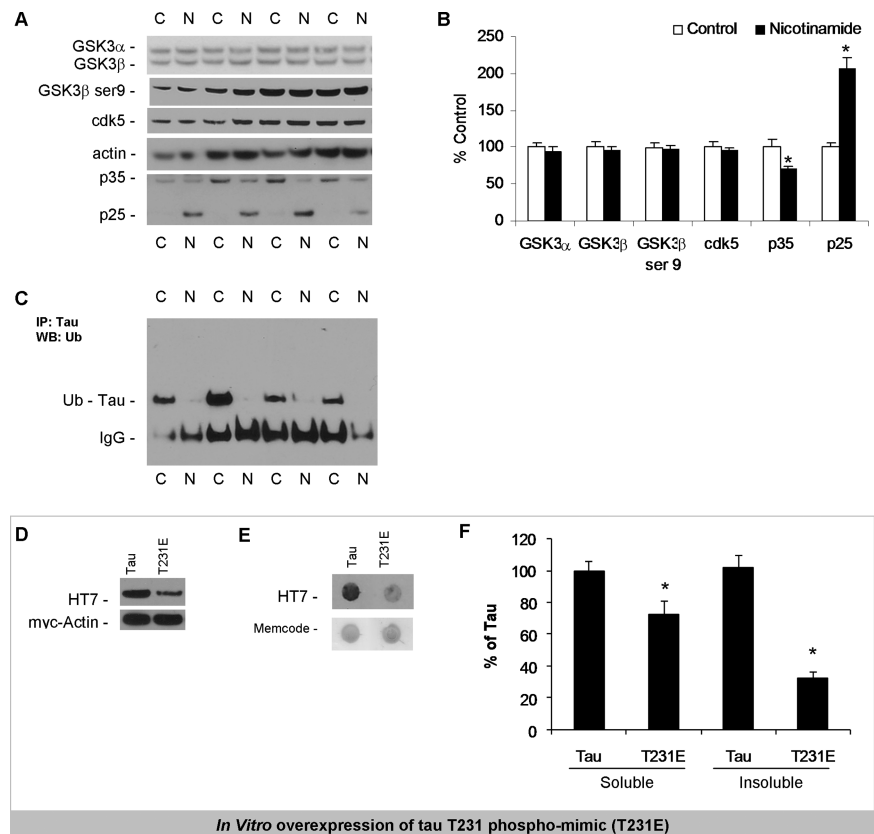 A
C N C N C N C N
GSK3α -
GSK3β -
GSK3β ser9 -
cdk5 -
actin -
p35 -
p25 -
C N C N C N C N
B
□ Control ■ Nicotinamide
% Control
250
200
150
100
50
0
*
*
GSK3α GSK3β GSK3β ser 9 cdk5 p35 p25
C
C N C N C N C N
IP: Tau
WB: Ub
Ub - Tau -
IgG -
C N C N C N C N
D
Tau T231E
HT7 -
myc-Actin -
E
Tau T231E
HT7 -
Memcode -
F
% of Tau
120
100
80
60
40
20
0
*
*
Tau T231E Tau T231E
Soluble Insoluble
In Vitro overexpression of tau T231 phospho-mimic (T231E)